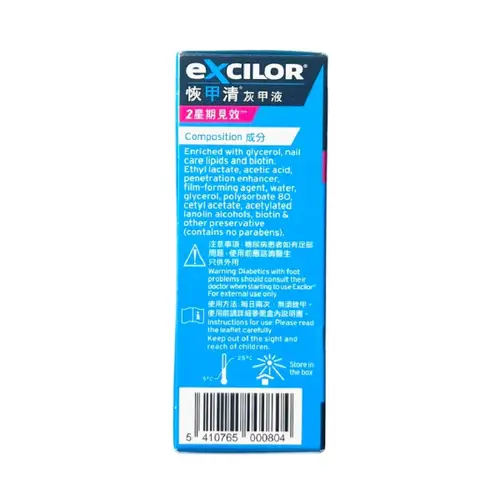 eXCILOR®
恢甲清®灰甲液
2星期見效**
Composition 成分
Enriched with glycerol, nail
care lipids and biotin.
Ethyl lactate, acetic acid,
penetration enhancer,
film-forming agent, water,
glycerol, polysorbate 80,
cetyl acetate, acetylated
lanolin alcohols, biotin &
other preservative
(contains no parabens).
注意事項:糖尿病患者如有足部
問題,使用前應諮詢醫生
只供外用
Warning: Diabetics with foot
problems should consult their
doctor when starting to use Excilor®
For external use only
使用方法:每日兩次,無須銼甲。
使用前請詳細參閱盒內說明書。
Instructions for use: Please read
the leaflet carefully
Keep out of the sight and
reach of children.
25°C
5°C
Store in
the box
5 410765 000804